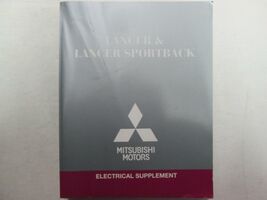 LANCER &
LANCER SPORTBACK
MITSUBISHI
MOTORS
ELECTRICAL SUPPLEMENT